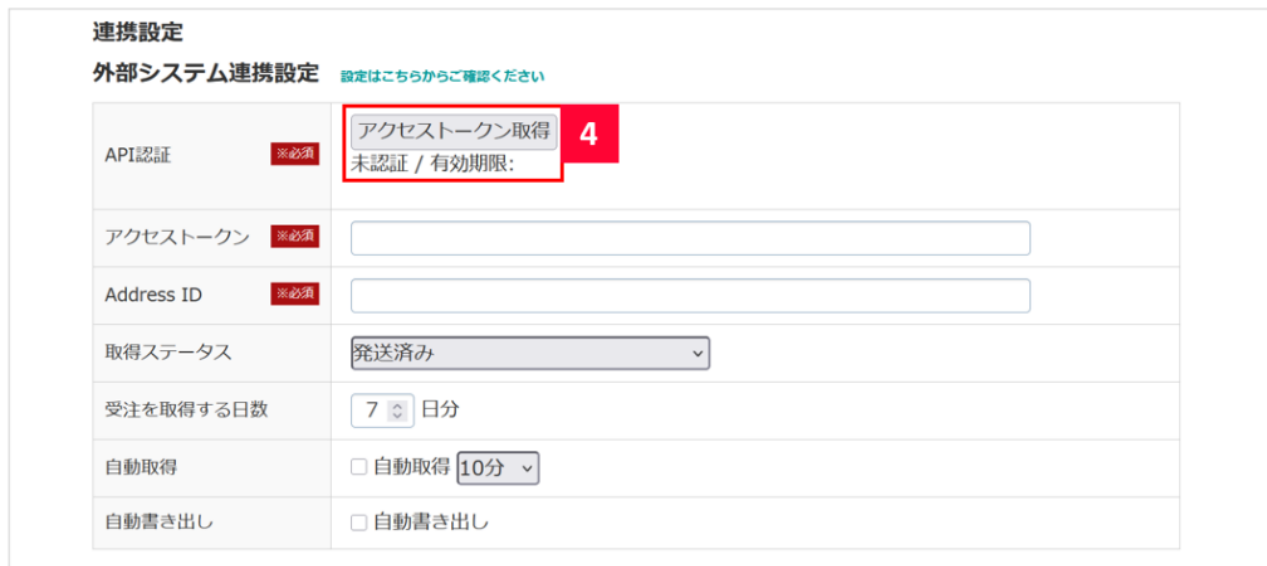 連携設定
外部システム連携設定 設定はこちらからご確認ください
API認証 ※必須 アクセストークン取得 4
未認証 / 有効期限:
アクセストークン ※必須
Address ID ※必須
取得ステータス 発送済み
受注を取得する日数 7 日分
自動取得 自動取得 10分
自動書き出し 自動書き出し